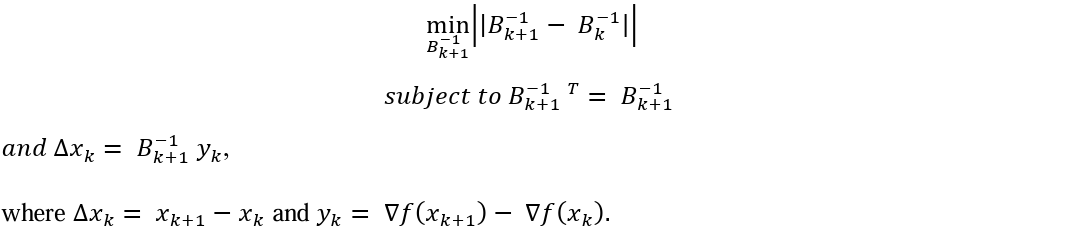 min ||B_{k+1}^{-1} − B_k^{-1}||
B_{k+1}^{-1}
subject to B_{k+1}^{-1}^T = B_{k+1}^{-1}
and Δx_k = B_{k+1}^{-1} y_k,
where Δx_k = x_{k+1} − x_k and y_k = ∇f(x_{k+1}) − ∇f(x_k).